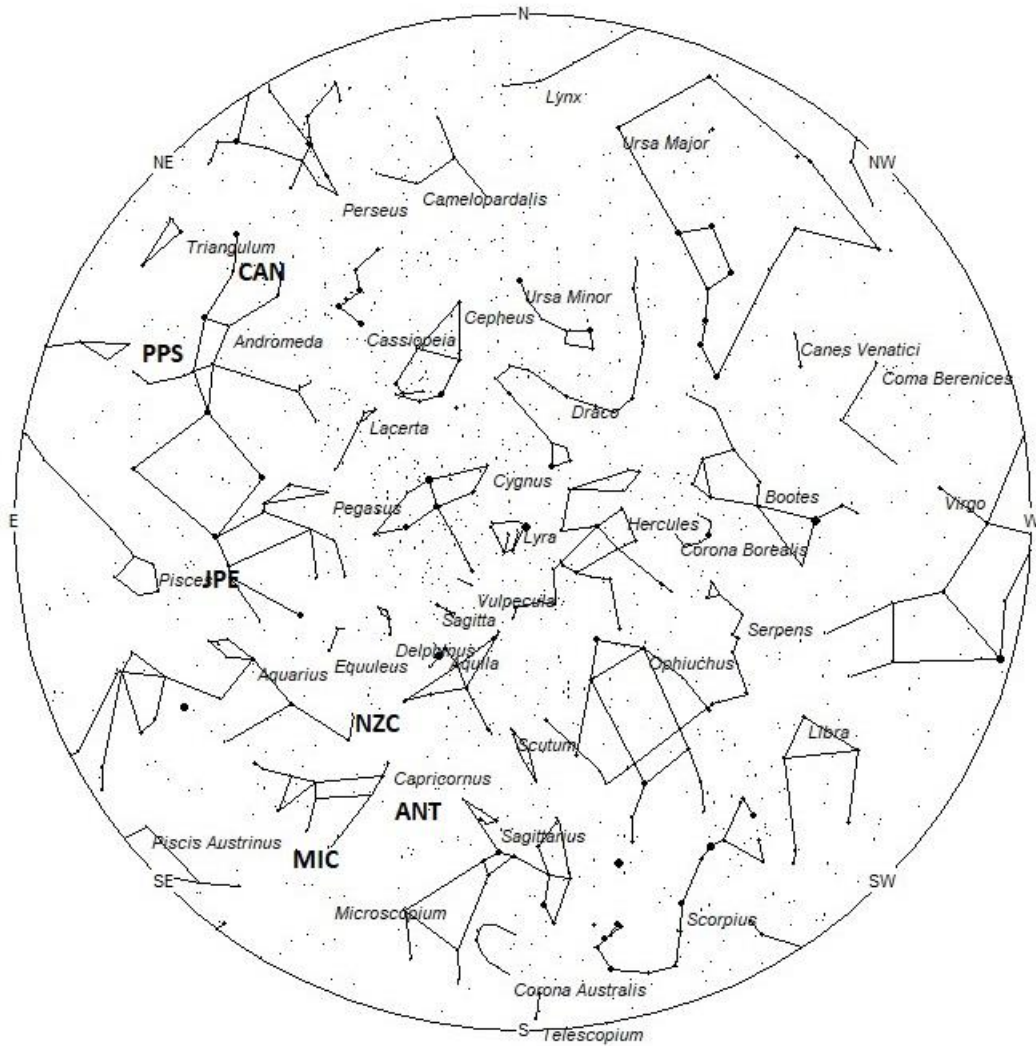 N
Lynx
Ursa Major
NE
NW
Perseus
Camelopardalis
Triangulum
CAN
Ursa Minor
Cepheus
Andromeda
Cassiopeia
PPS
Canes Venatici
Coma Berenices
Draco
Lacerta
Cygnus
Pegasus
Bootes
Virgo
E
W
Hercules
Lyra
Corona Borealis
Pisces
JPE
Vulpecula
Sagitta
Serpens
Delphinus
Equuleus
Aquila
Ophiuchus
Aquarius
NZC
Libra
Scutum
Capricornus
ANT
Sagittarius
Piscis Austrinus
MIC
SE
SW
Microscopium
Scorpius
Corona Australis
S
Telescopium